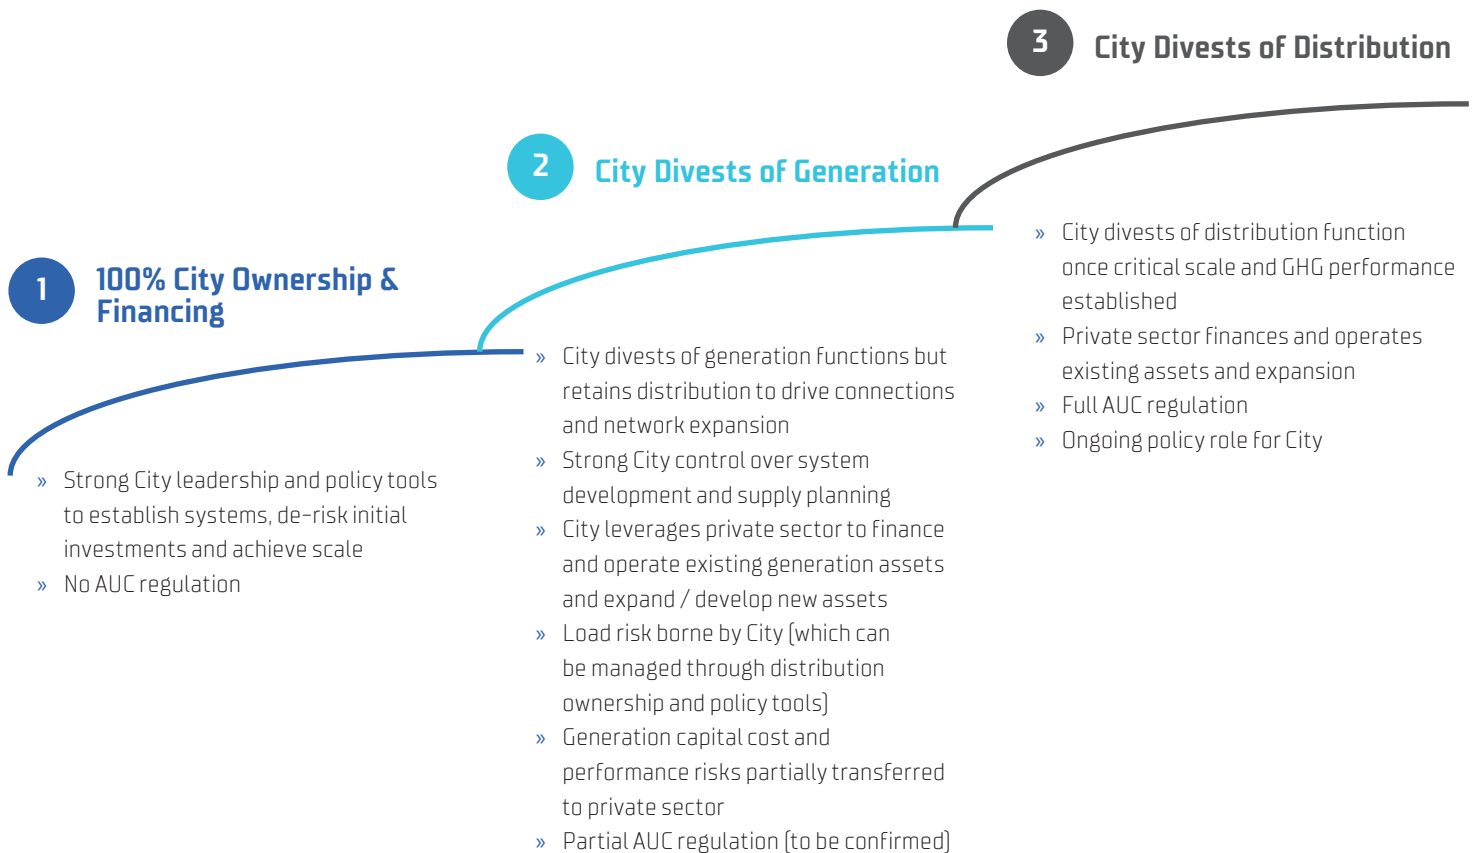 1
100% City Ownership &
Financing
» Strong City leadership and policy tools
to establish systems, de-risk initial
investments and achieve scale
» No AUC regulation
2
City Divests of Generation
» City divests of generation functions but
retains distribution to drive connections
and network expansion
» Strong City control over system
development and supply planning
» City leverages private sector to finance
and operate existing generation assets
and expand / develop new assets
» Load risk borne by City (which can
be managed through distribution
ownership and policy tools)
» Generation capital cost and
performance risks partially transferred
to private sector
» Partial AUC regulation (to be confirmed)
3
City Divests of Distribution
» City divests of distribution function
once critical scale and GHG performance
established
» Private sector finances and operates
existing assets and expansion
» Full AUC regulation
» Ongoing policy role for City